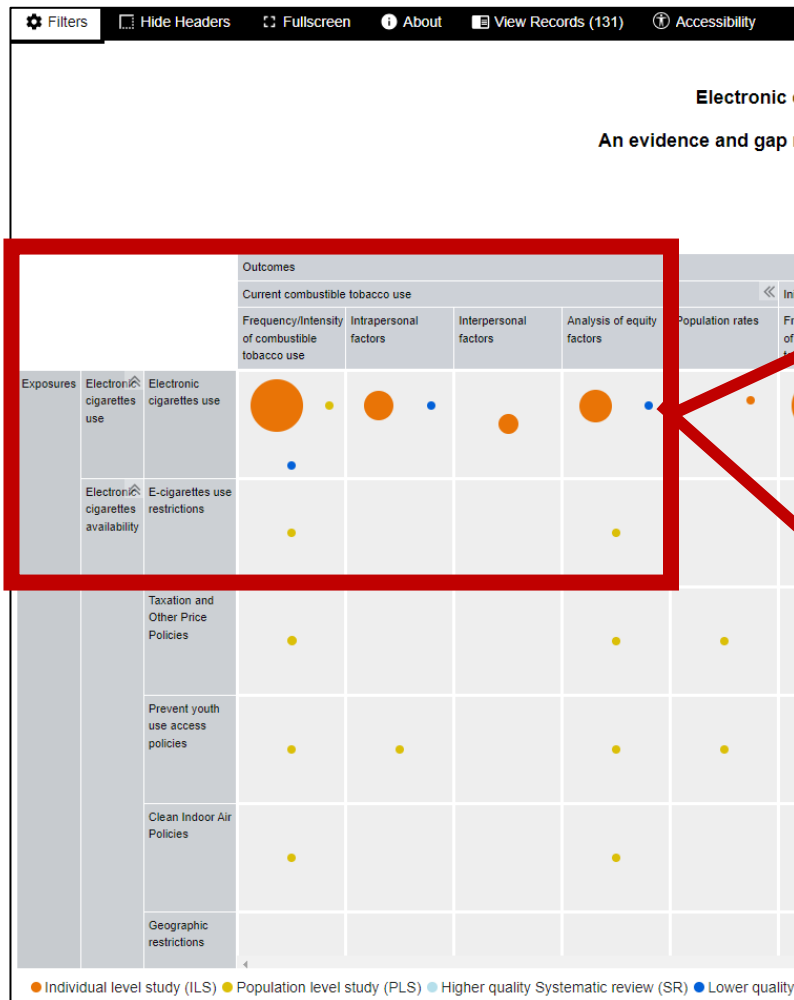 Filters Hide Headers Fullscreen About View Records (131) Accessibility
Electronic
An evidence and gap
Outcomes
Current combustible tobacco use
Frequency/Intensity of combustible tobacco use
Intrapersonal factors
Interpersonal factors
Analysis of equity factors
Population rates
Exposures
Electronic cigarettes use
Electronic cigarettes use
Electronic cigarettes availability
E-cigarettes use restrictions
Taxation and Other Price Policies
Prevent youth use access policies
Clean Indoor Air Policies
Geographic restrictions
Individual level study (ILS) Population level study (PLS) Higher quality Systematic review (SR) Lower quality